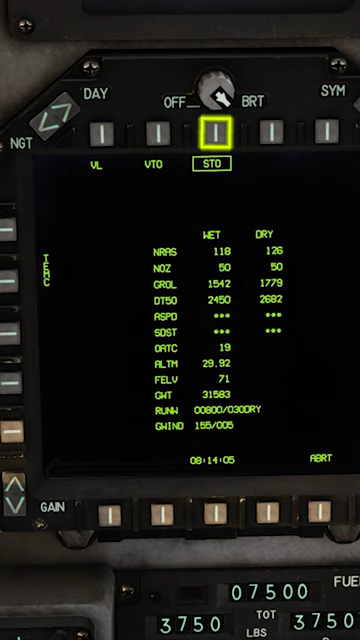 DAY
OFF BRT
SYM
NGT
VL VTO STO
WET DRY
NRAS 118 126
NOZ 50 50
GROL 1542 1779
DT50 2450 2682
ASPD *** ***
SDST *** ***
OATC 19
ALTM 29.92
FELV 71
GWT 31583
RUNW 00800/030DRY
GWIND 155/005
08:14:05 ABRT
GAIN
07500 FUE
TOT
3750 LBS 3750